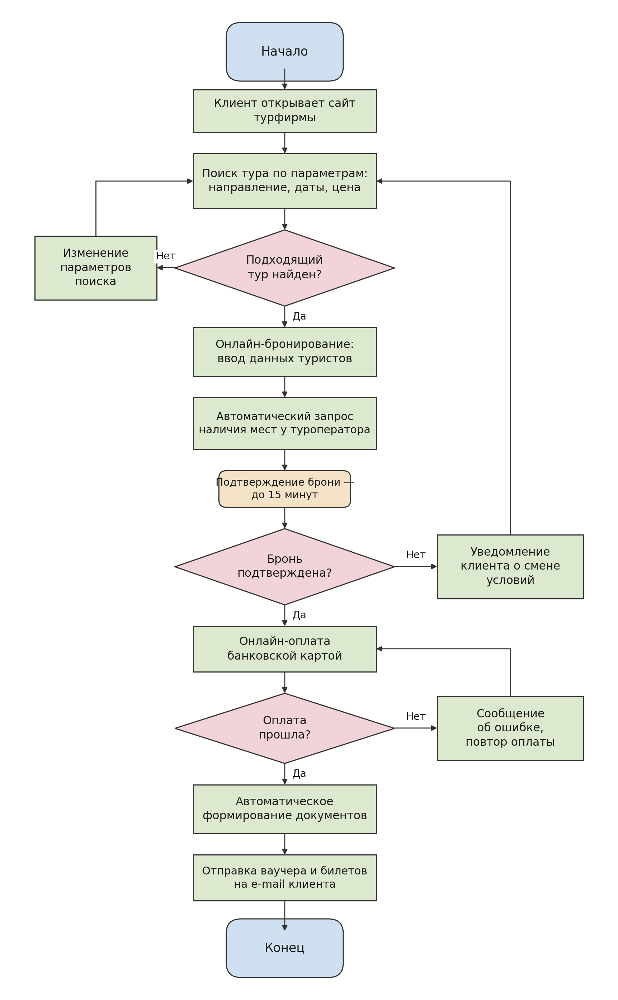 Начало
Клиент открывает сайт
турфирмы
Поиск тура по параметрам:
направление, даты, цена
Подходящий
тур найден?
Нет
Изменение
параметров
поиска
Да
Онлайн-бронирование:
ввод данных туристов
Автоматический запрос
наличия мест у туроператора
Подтверждение брони —
до 15 минут
Бронь
подтверждена?
Нет
Уведомление
клиента о смене
условий
Да
Онлайн-оплата
банковской картой
Оплата
прошла?
Нет
Сообщение
об ошибке,
повтор оплаты
Да
Автоматическое
формирование документов
Отправка ваучера и билетов
на e-mail клиента
Конец